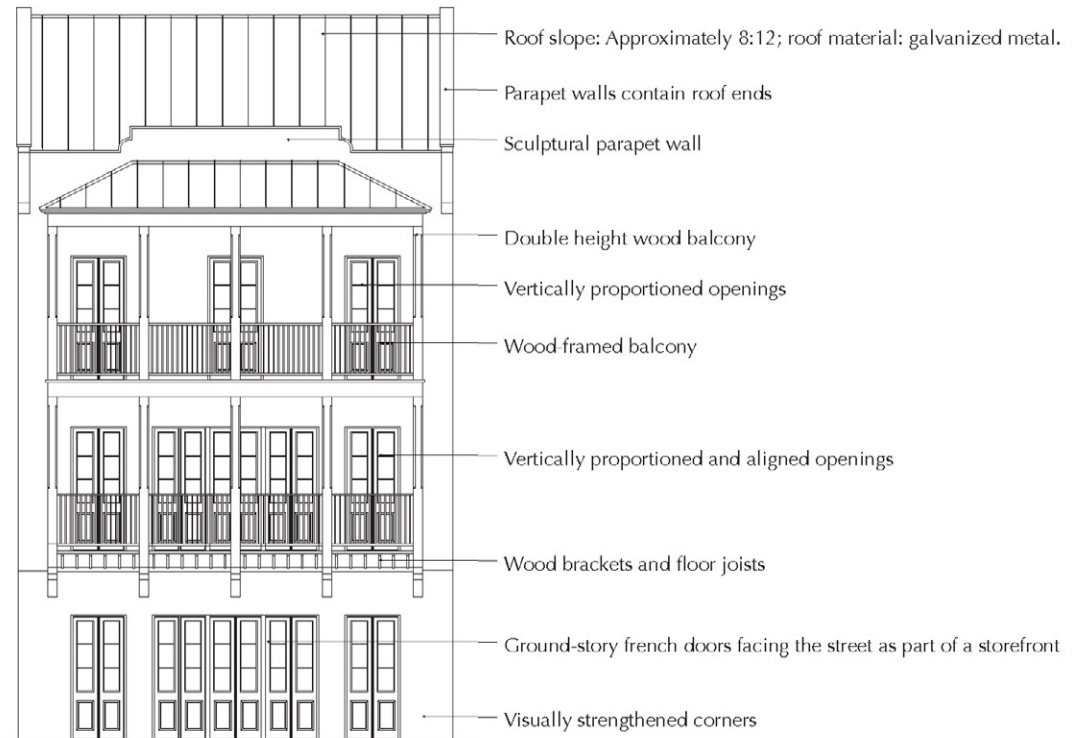 Roof slope: Approximately 8:12; roof material: galvanized metal.
Parapet walls contain roof ends
Sculptural parapet wall
Double height wood balcony
Vertically proportioned openings
Wood-framed balcony
Vertically proportioned and aligned openings
Wood brackets and floor joists
Ground-story french doors facing the street as part of a storefront
Visually strengthened corners